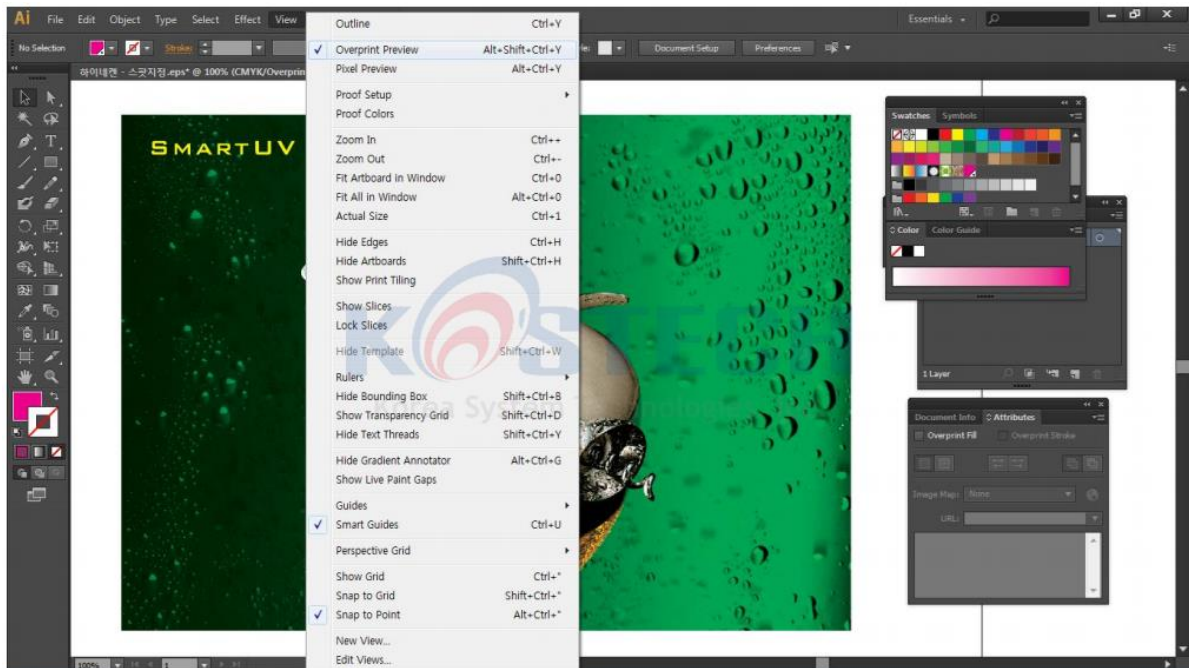 Ai File Edit Object Type Select Effect View
Essentials
No Selection
Stroke:
Document Setup
Preferences
하이네켄 - 스팟지정.eps* @ 100% (CMYK/Overprin
Outline Ctrl+Y
Overprint Preview Alt+Shift+Ctrl+Y
Pixel Preview Alt+Ctrl+Y
Proof Setup
Proof Colors
Zoom In Ctrl++
Zoom Out Ctrl+-
Fit Artboard in Window Ctrl+0
Fit All in Window Alt+Ctrl+0
Actual Size Ctrl+1
Hide Edges Ctrl+H
Hide Artboards Shift+Ctrl+H
Show Print Tiling
Show Slices
Lock Slices
Hide Template Shift+Ctrl+W
Rulers
Hide Bounding Box Shift+Ctrl+B
Show Transparency Grid Shift+Ctrl+D
Hide Text Threads Shift+Ctrl+Y
Hide Gradient Annotator Alt+Ctrl+G
Show Live Paint Gaps
Guides
Smart Guides Ctrl+U
Perspective Grid
Show Grid Ctrl+"
Snap to Grid Shift+Ctrl+"
Snap to Point Alt+Ctrl+"
New View...
Edit Views...
SMARTUV
KOSTECH
Korea System Technology
Swatches Symbols
Color Color Guide
1 Layer
Document Info Attributes
Overprint Fill Overprint Stroke
Image Map: None
URL:
100% 1